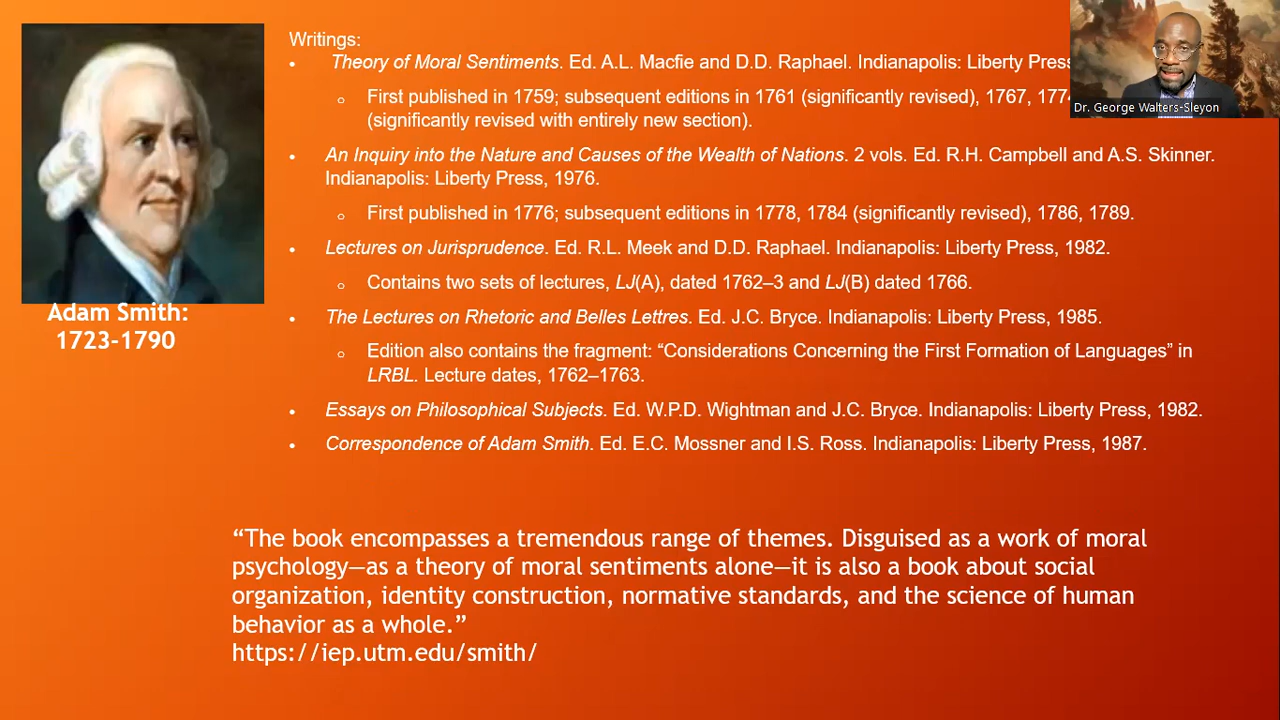 Writings:
• Theory of Moral Sentiments. Ed. A.L. Macfie and D.D. Raphael. Indianapolis: Liberty Press
o First published in 1759; subsequent editions in 1761 (significantly revised), 1767,
(significantly revised with entirely new section).
• An Inquiry into the Nature and Causes of the Wealth of Nations. 2 vols. Ed. R.H. Campbell and A.S. Skinner.
Indianapolis: Liberty Press, 1976.
o First published in 1776; subsequent editions in 1778, 1784 (significantly revised), 1786, 1789.
• Lectures on Jurisprudence. Ed. R.L. Meek and D.D. Raphael. Indianapolis: Liberty Press, 1982.
o Contains two sets of lectures, LJ(A), dated 1762–3 and LJ(B) dated 1766.
• The Lectures on Rhetoric and Belles Lettres. Ed. J.C. Bryce. Indianapolis: Liberty Press, 1985.
o Edition also contains the fragment: “Considerations Concerning the First Formation of Languages” in
LRBL. Lecture dates, 1762–1763.
• Essays on Philosophical Subjects. Ed. W.P.D. Wightman and J.C. Bryce. Indianapolis: Liberty Press, 1982.
• Correspondence of Adam Smith. Ed. E.C. Mossner and I.S. Ross. Indianapolis: Liberty Press, 1987.
Adam Smith:
1723-1790
“The book encompasses a tremendous range of themes. Disguised as a work of moral
psychology—as a theory of moral sentiments alone—it is also a book about social
organization, identity construction, normative standards, and the science of human
behavior as a whole.”
https://iep.utm.edu/smith/
Dr. George Walters-Sleyon